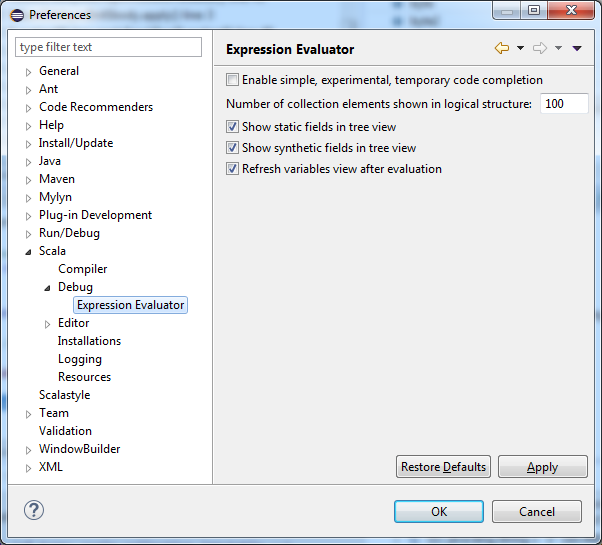 Preferences
type filter text
General
Ant
Code Recommenders
Help
Install/Update
Java
Maven
Mylyn
Plug-in Development
Run/Debug
Scala
Compiler
Debug
Expression Evaluator
Editor
Installations
Logging
Resources
Scalastyle
Team
Validation
WindowBuilder
XML
Expression Evaluator
Enable simple, experimental, temporary code completion
Number of collection elements shown in logical structure: 100
Show static fields in tree view
Show synthetic fields in tree view
Refresh variables view after evaluation
Restore Defaults Apply
? OK Cancel